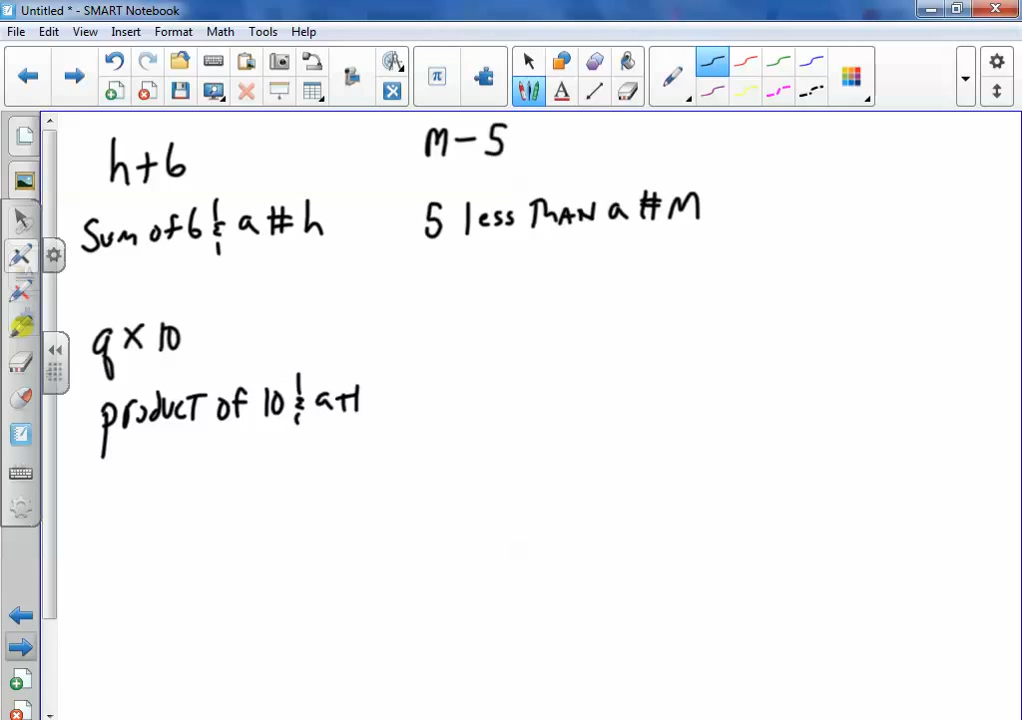 Untitled * - SMART Notebook
File Edit View Insert Format Math Tools Help
h+6
Sum of 6 & a # h
m-5
5 less THAN a # M
q x 10
product of 10 & a